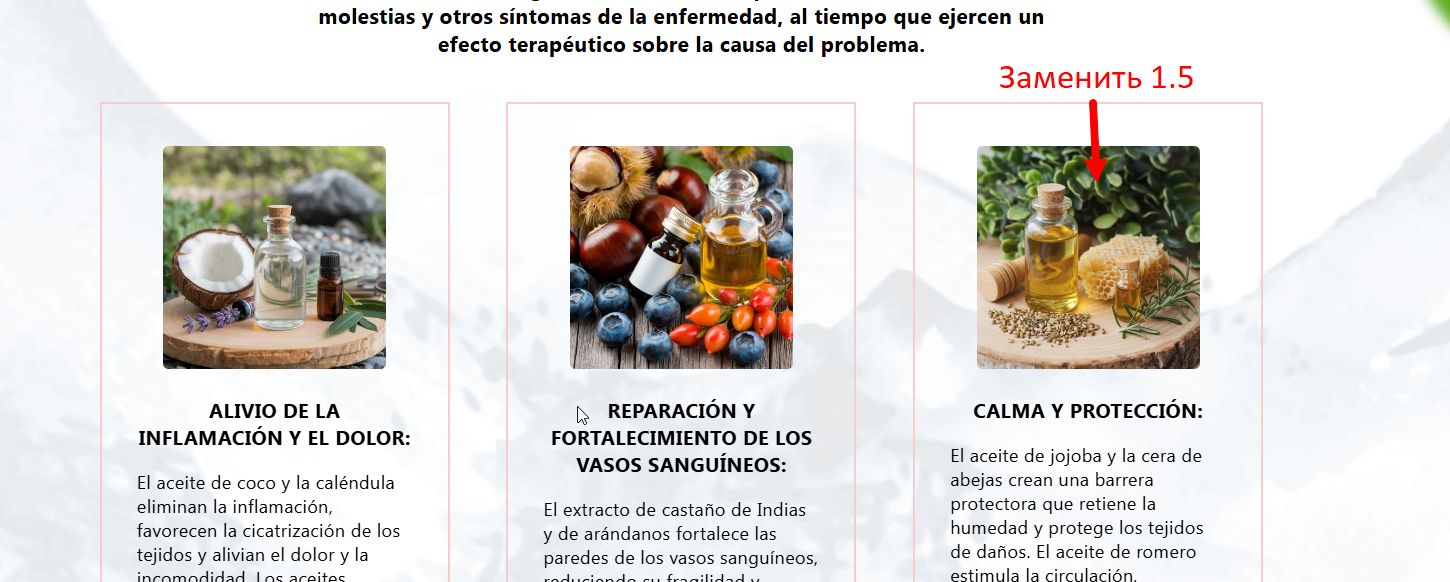 molestias y otros síntomas de la enfermedad, al tiempo que ejercen un
efecto terapéutico sobre la causa del problema.
Заменить 1.5
ALIVIO DE LA
INFLAMACIÓN Y EL DOLOR:
El aceite de coco y la caléndula
eliminan la inflamación,
favorecen la cicatrización de los
tejidos y alivian el dolor y la
incomodidad. Los aceites
REPARACIÓN Y
FORTALECIMIENTO DE LOS
VASOS SANGUÍNEOS:
El extracto de castaño de Indias
y de arándanos fortalece las
paredes de los vasos sanguíneos,
reduciendo su fragilidad y
CALMA Y PROTECCIÓN:
El aceite de jojoba y la cera de
abejas crean una barrera
protectora que retiene la
humedad y protege los tejidos
de daños. El aceite de romero
estimula la circulación,